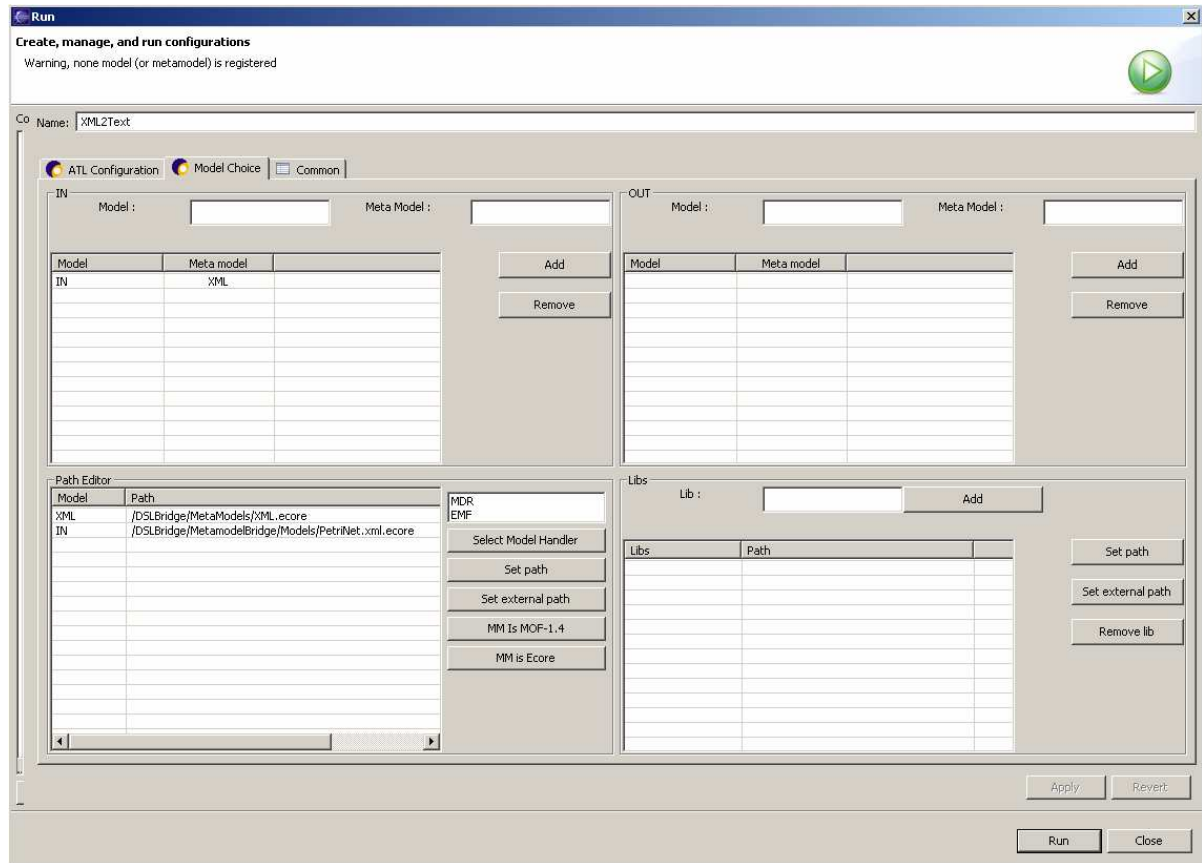 Run
Create, manage, and run configurations
Warning, none model (or metamodel) is registered
Co
Name: XML2Text
ATL Configuration Model Choice Common
IN
Model : Meta Model :
Model Meta model
IN XML
Add
Remove
OUT
Model : Meta Model :
Model Meta model
Add
Remove
Path Editor
Model Path
XML /DSLBridge/MetaModels/XML.ecore
IN /DSLBridge/MetamodelBridge/Models/PetriNet.xml.ecore
MDR
EMF
Select Model Handler
Set path
Set external path
MM Is MOF-1.4
MM is Ecore
Libs
Lib : Add
Libs Path
Set path
Set external path
Remove lib
Apply Revert
Run Close